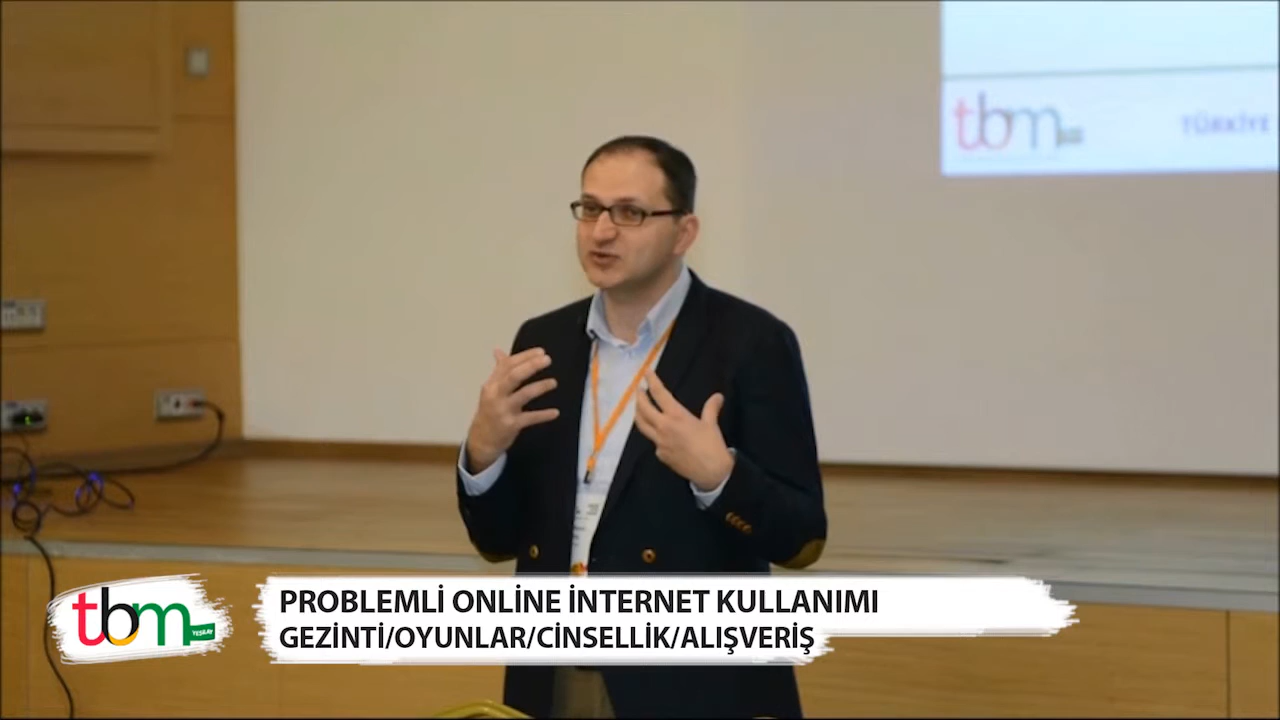 tbm
TÜRKİYE
tbm
YEŞİLAY
PROBLEMLİ ONLİNE İNTERNET KULLANIMI
GEZİNTİ/OYUNLAR/CİNSELLİK/ALIŞVERİŞ